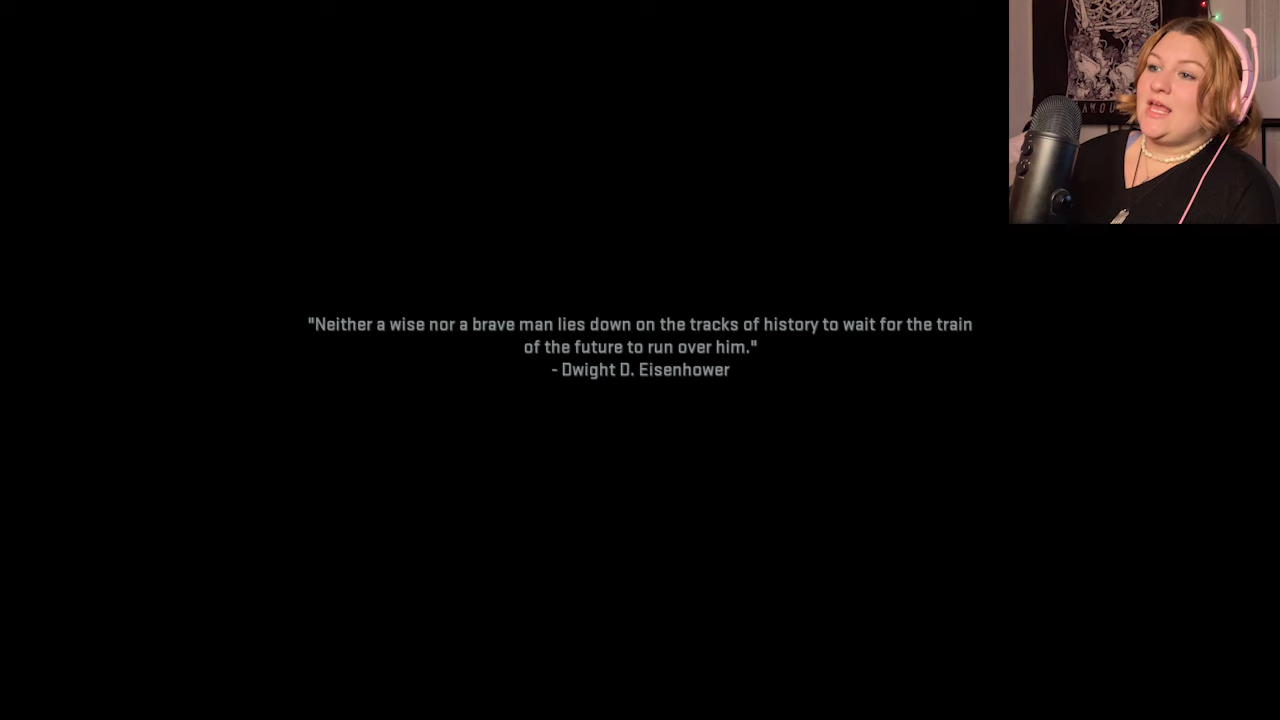 "Neither a wise nor a brave man lies down on the tracks of history to wait for the train
of the future to run over him."
- Dwight D. Eisenhower
AMOU